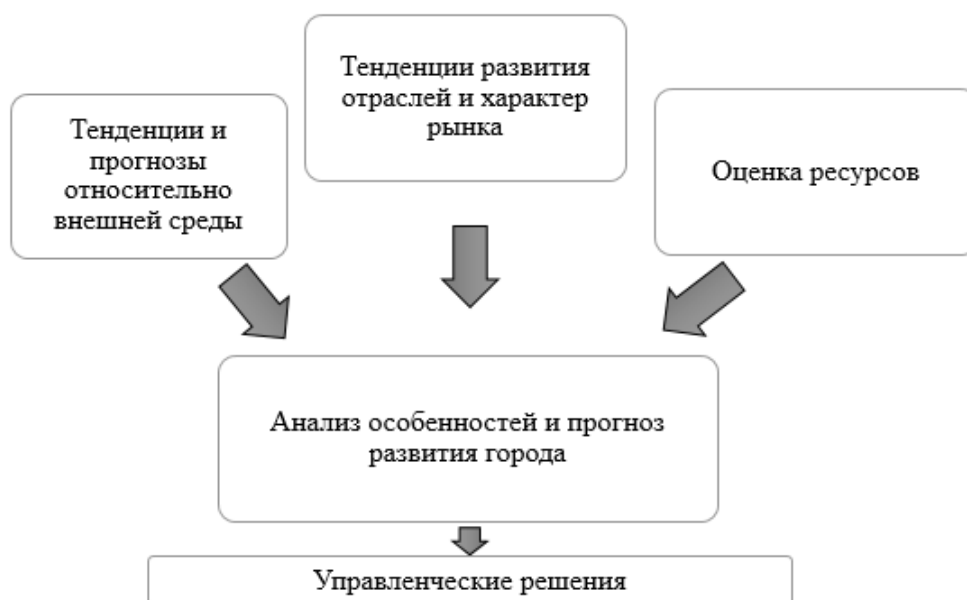 Тенденции и
прогнозы
относительно
внешней среды
Тенденции развития
отраслей и характер
рынка
Оценка ресурсов
Анализ особенностей и прогноз
развития города
Управленческие решения